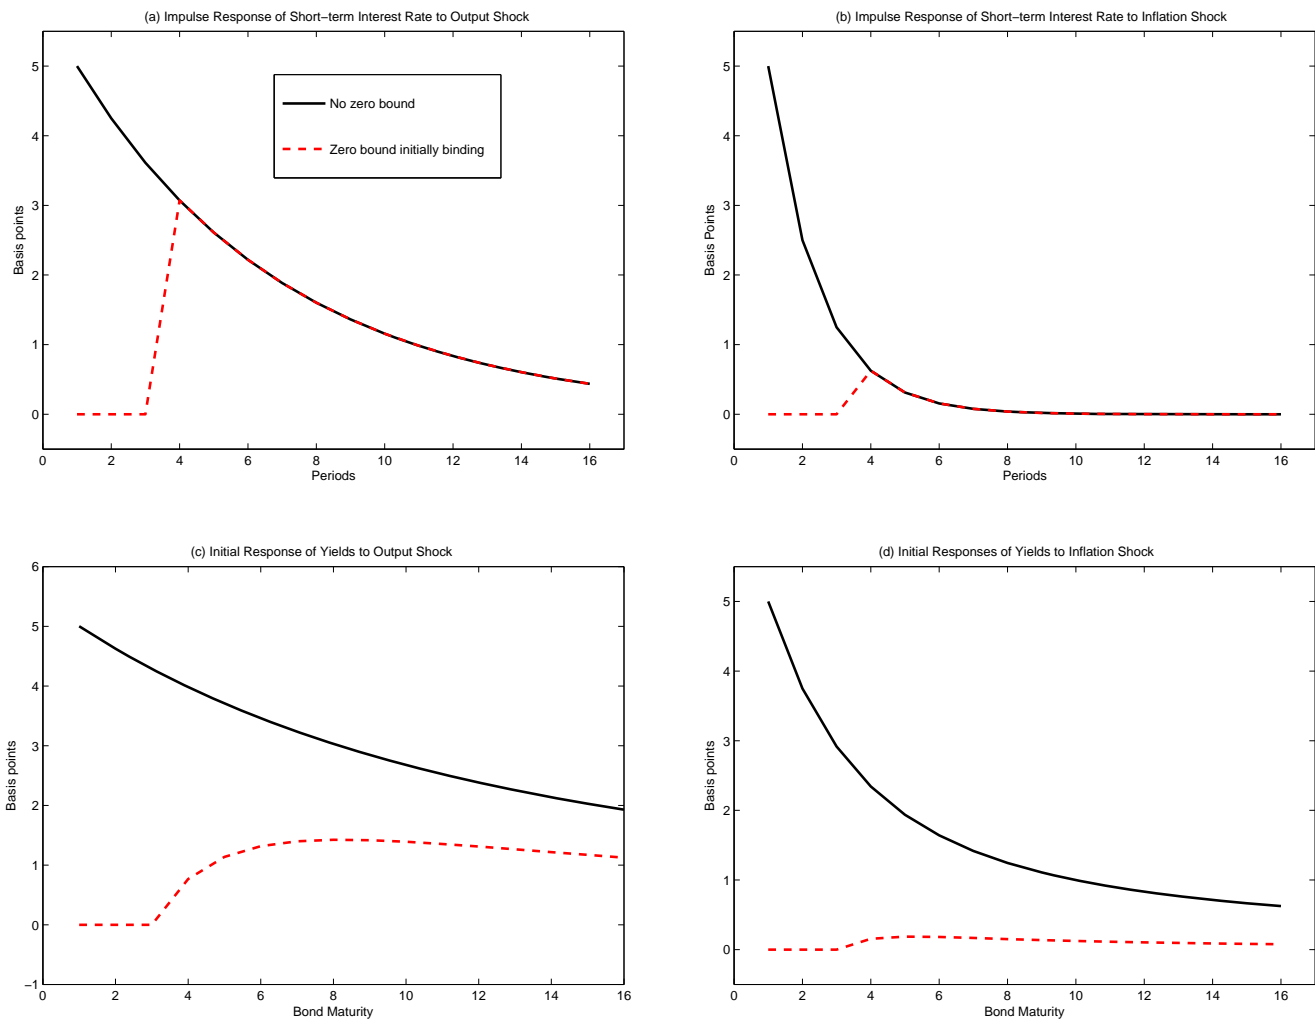 (a) Impulse Response of Short−term Interest Rate to Output Shock
5
4
3
2
1
0
Basis points
No zero bound
Zero bound initially binding
0 2 4 6 8 10 12 14 16
Periods
(b) Impulse Response of Short−term Interest Rate to Inflation Shock
5
4
3
2
1
0
Basis Points
0 2 4 6 8 10 12 14 16
Periods
(c) Initial Response of Yields to Output Shock
6
5
4
3
2
1
0
−1
Basis points
0 2 4 6 8 10 12 14 16
Bond Maturity
(d) Initial Responses of Yields to Inflation Shock
5
4
3
2
1
0
Basis points
0 2 4 6 8 10 12 14 16
Bond Maturity